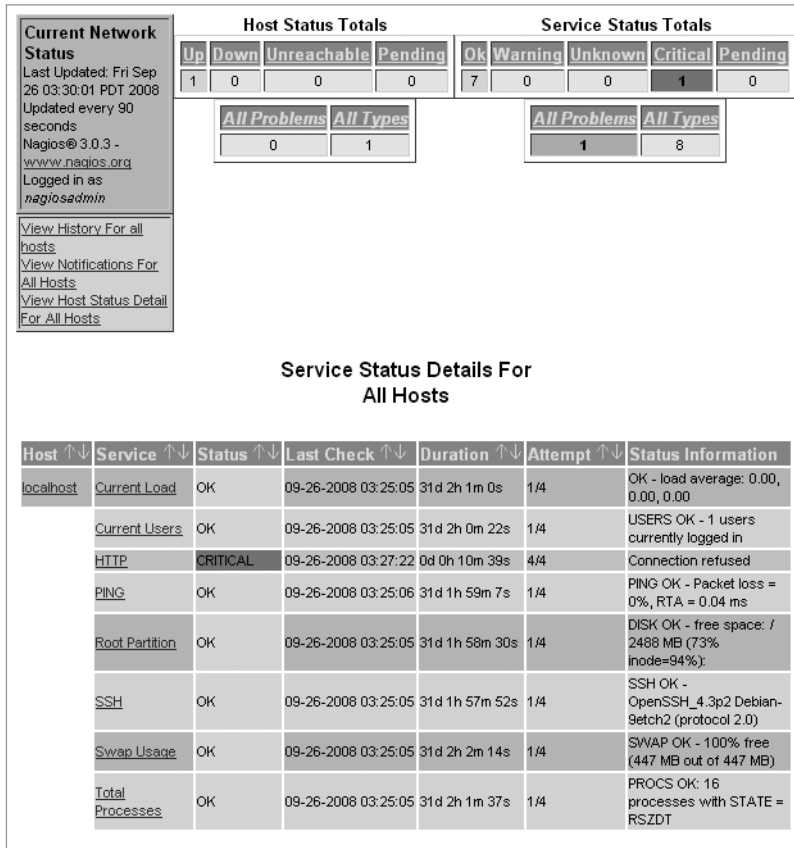 Current Network
Status
Last Updated: Fri Sep
26 03:30:01 PDT 2008
Updated every 90
seconds
Nagios® 3.0.3 -
www.nagios.org
Logged in as
nagiosadmin
View History For all
hosts
View Notifications For
All Hosts
View Host Status Detail
For All Hosts
Host Status Totals
Up Down Unreachable Pending
1 0 0 0
All Problems All Types
0 1
Service Status Totals
Ok Warning Unknown Critical Pending
7 0 0 1 0
All Problems All Types
1 8
Service Status Details For
All Hosts
Host ↑↓ Service ↑↓ Status ↑↓ Last Check ↑↓ Duration ↑↓ Attempt ↑↓ Status Information
localhost Current Load OK 09-26-2008 03:25:05 31d 2h 1m 0s 1/4 OK - load average: 0.00,
0.00, 0.00
Current Users OK 09-26-2008 03:25:05 31d 2h 0m 22s 1/4 USERS OK - 1 users
currently logged in
HTTP CRITICAL 09-26-2008 03:27:22 0d 0h 10m 39s 4/4 Connection refused
PING OK 09-26-2008 03:25:06 31d 1h 59m 7s 1/4 PING OK - Packet loss =
0%, RTA = 0.04 ms
Root Partition OK 09-26-2008 03:25:05 31d 1h 58m 30s 1/4 DISK OK - free space: /
2488 MB (73%
inode=94%):
SSH OK 09-26-2008 03:25:05 31d 1h 57m 52s 1/4 SSH OK -
OpenSSH_4.3p2 Debian-
9etch2 (protocol 2.0)
Swap Usage OK 09-26-2008 03:25:05 31d 2h 2m 14s 1/4 SWAP OK - 100% free
(447 MB out of 447 MB)
Total
Processes OK 09-26-2008 03:25:05 31d 2h 1m 37s 1/4 PROCS OK: 16
processes with STATE =
RSZDT